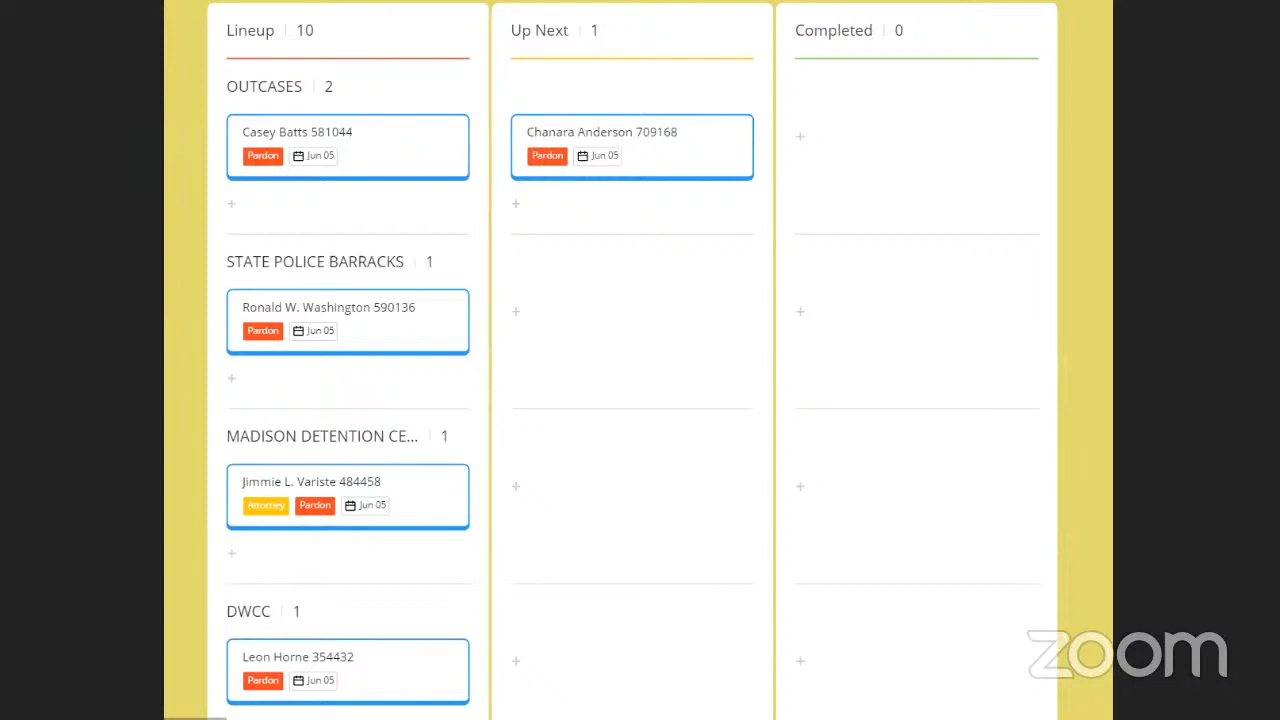 Lineup 10
Up Next 1
Completed 0
OUTCASES 2
Casey Batts 581044
Pardon Jun 05
Chanara Anderson 709168
Pardon Jun 05
+
+
+
STATE POLICE BARRACKS 1
Ronald W. Washington 590136
Pardon Jun 05
+
+
+
MADISON DETENTION CE... 1
Jimmie L. Variste 484458
Attorney Pardon Jun 05
+
+
+
DWCC 1
Leon Horne 354432
Pardon Jun 05
+
+
zoom